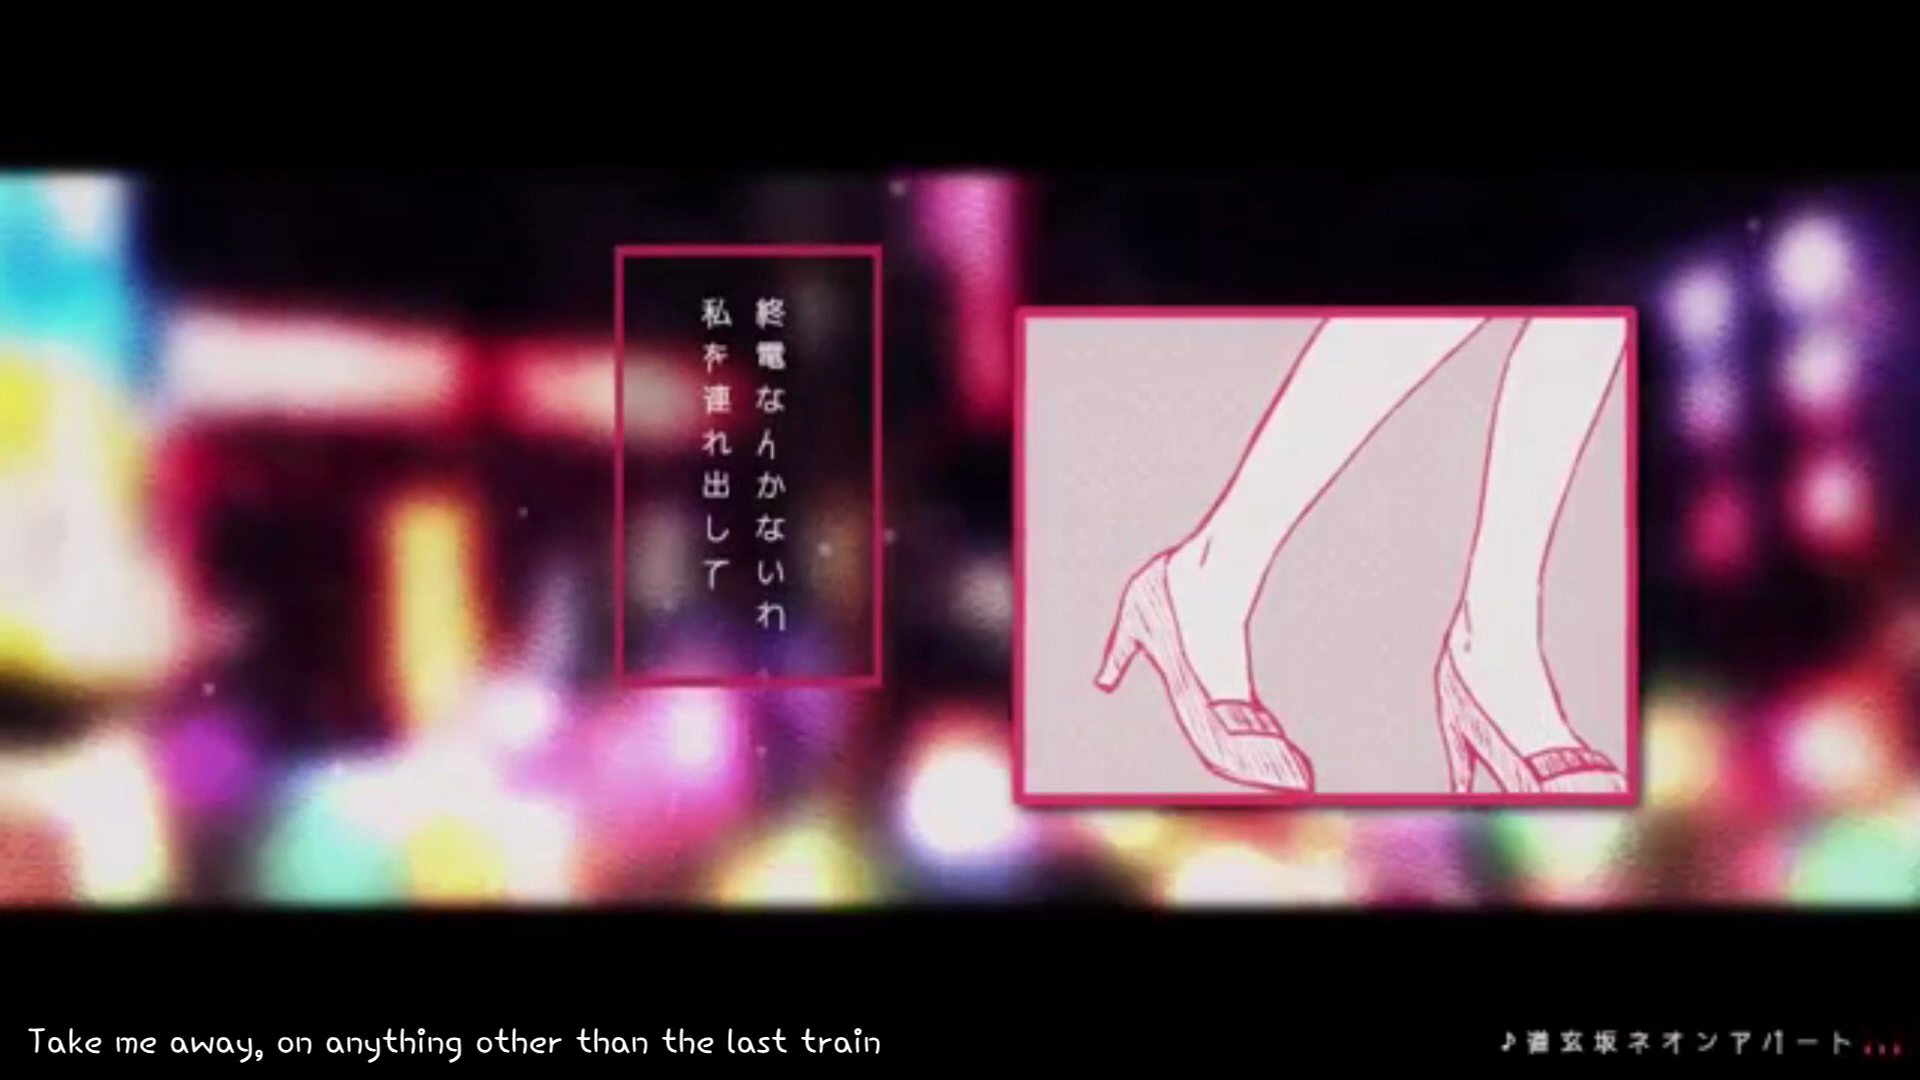 終電なんかないわ
私を連れ出して
Take me away, on anything other than the last train
♪道玄坂ネオンアパート